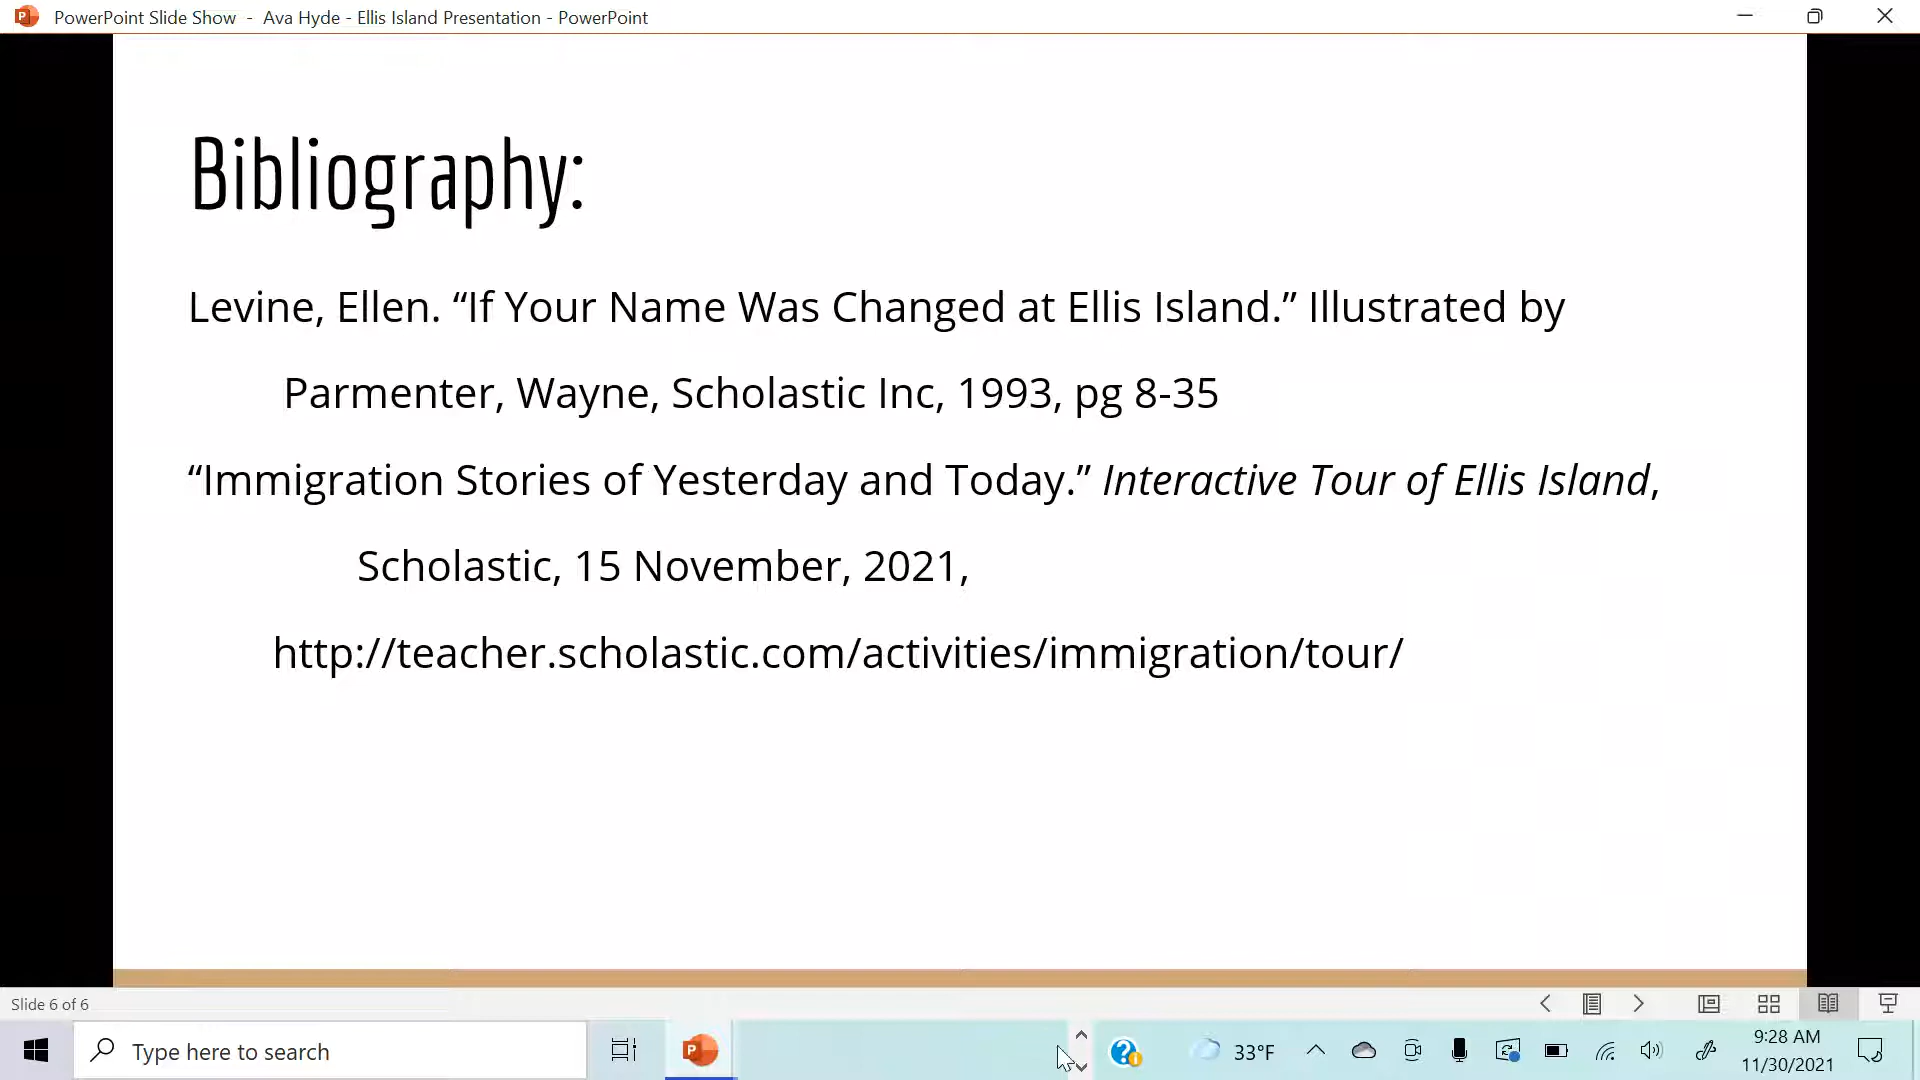 PowerPoint Slide Show - Ava Hyde - Ellis Island Presentation - PowerPoint
Bibliography:
Levine, Ellen. “If Your Name Was Changed at Ellis Island.” Illustrated by
Parmenter, Wayne, Scholastic Inc, 1993, pg 8-35
“Immigration Stories of Yesterday and Today.” Interactive Tour of Ellis Island,
Scholastic, 15 November, 2021,
http://teacher.scholastic.com/activities/immigration/tour/
Slide 6 of 6
Type here to search
33°F
9:28 AM
11/30/2021